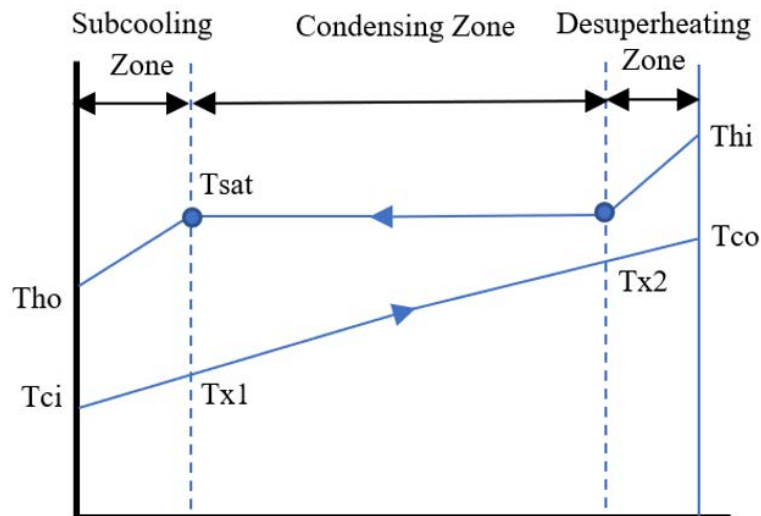 Subcooling
Zone
Condensing Zone
Desuperheating
Zone
Thi
Tsat
Tco
Tho
Tx2
Tci
Tx1